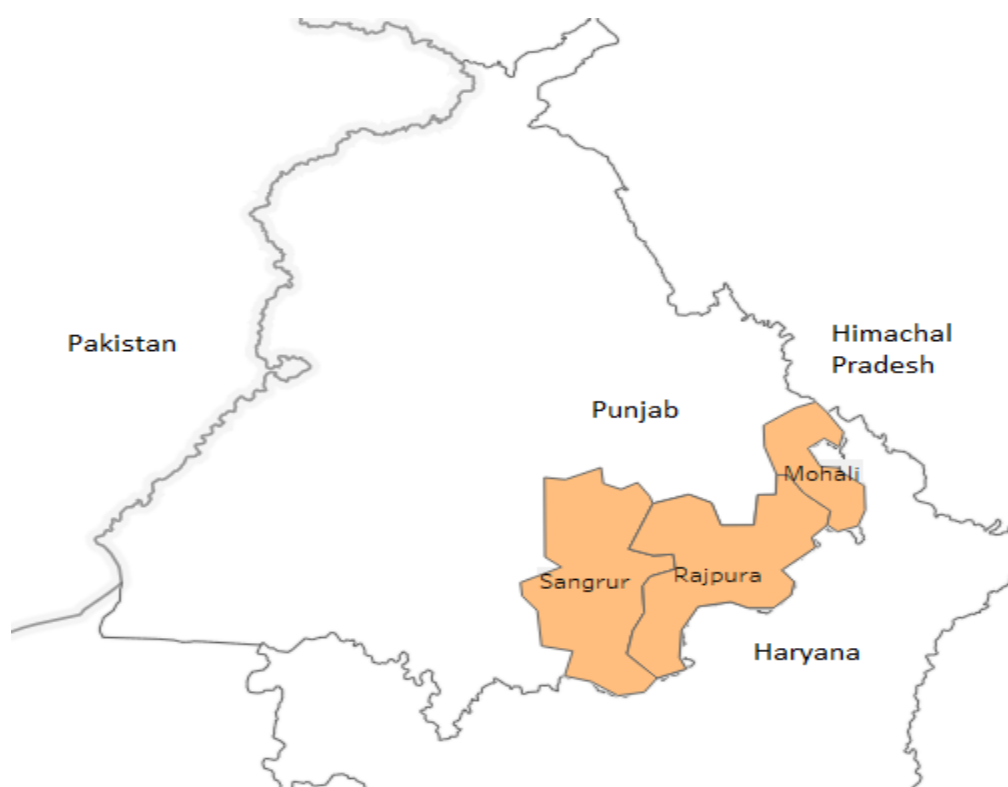 Pakistan
Himachal
Pradesh
Punjab
Mohali
Sangrur
Rajpura
Haryana